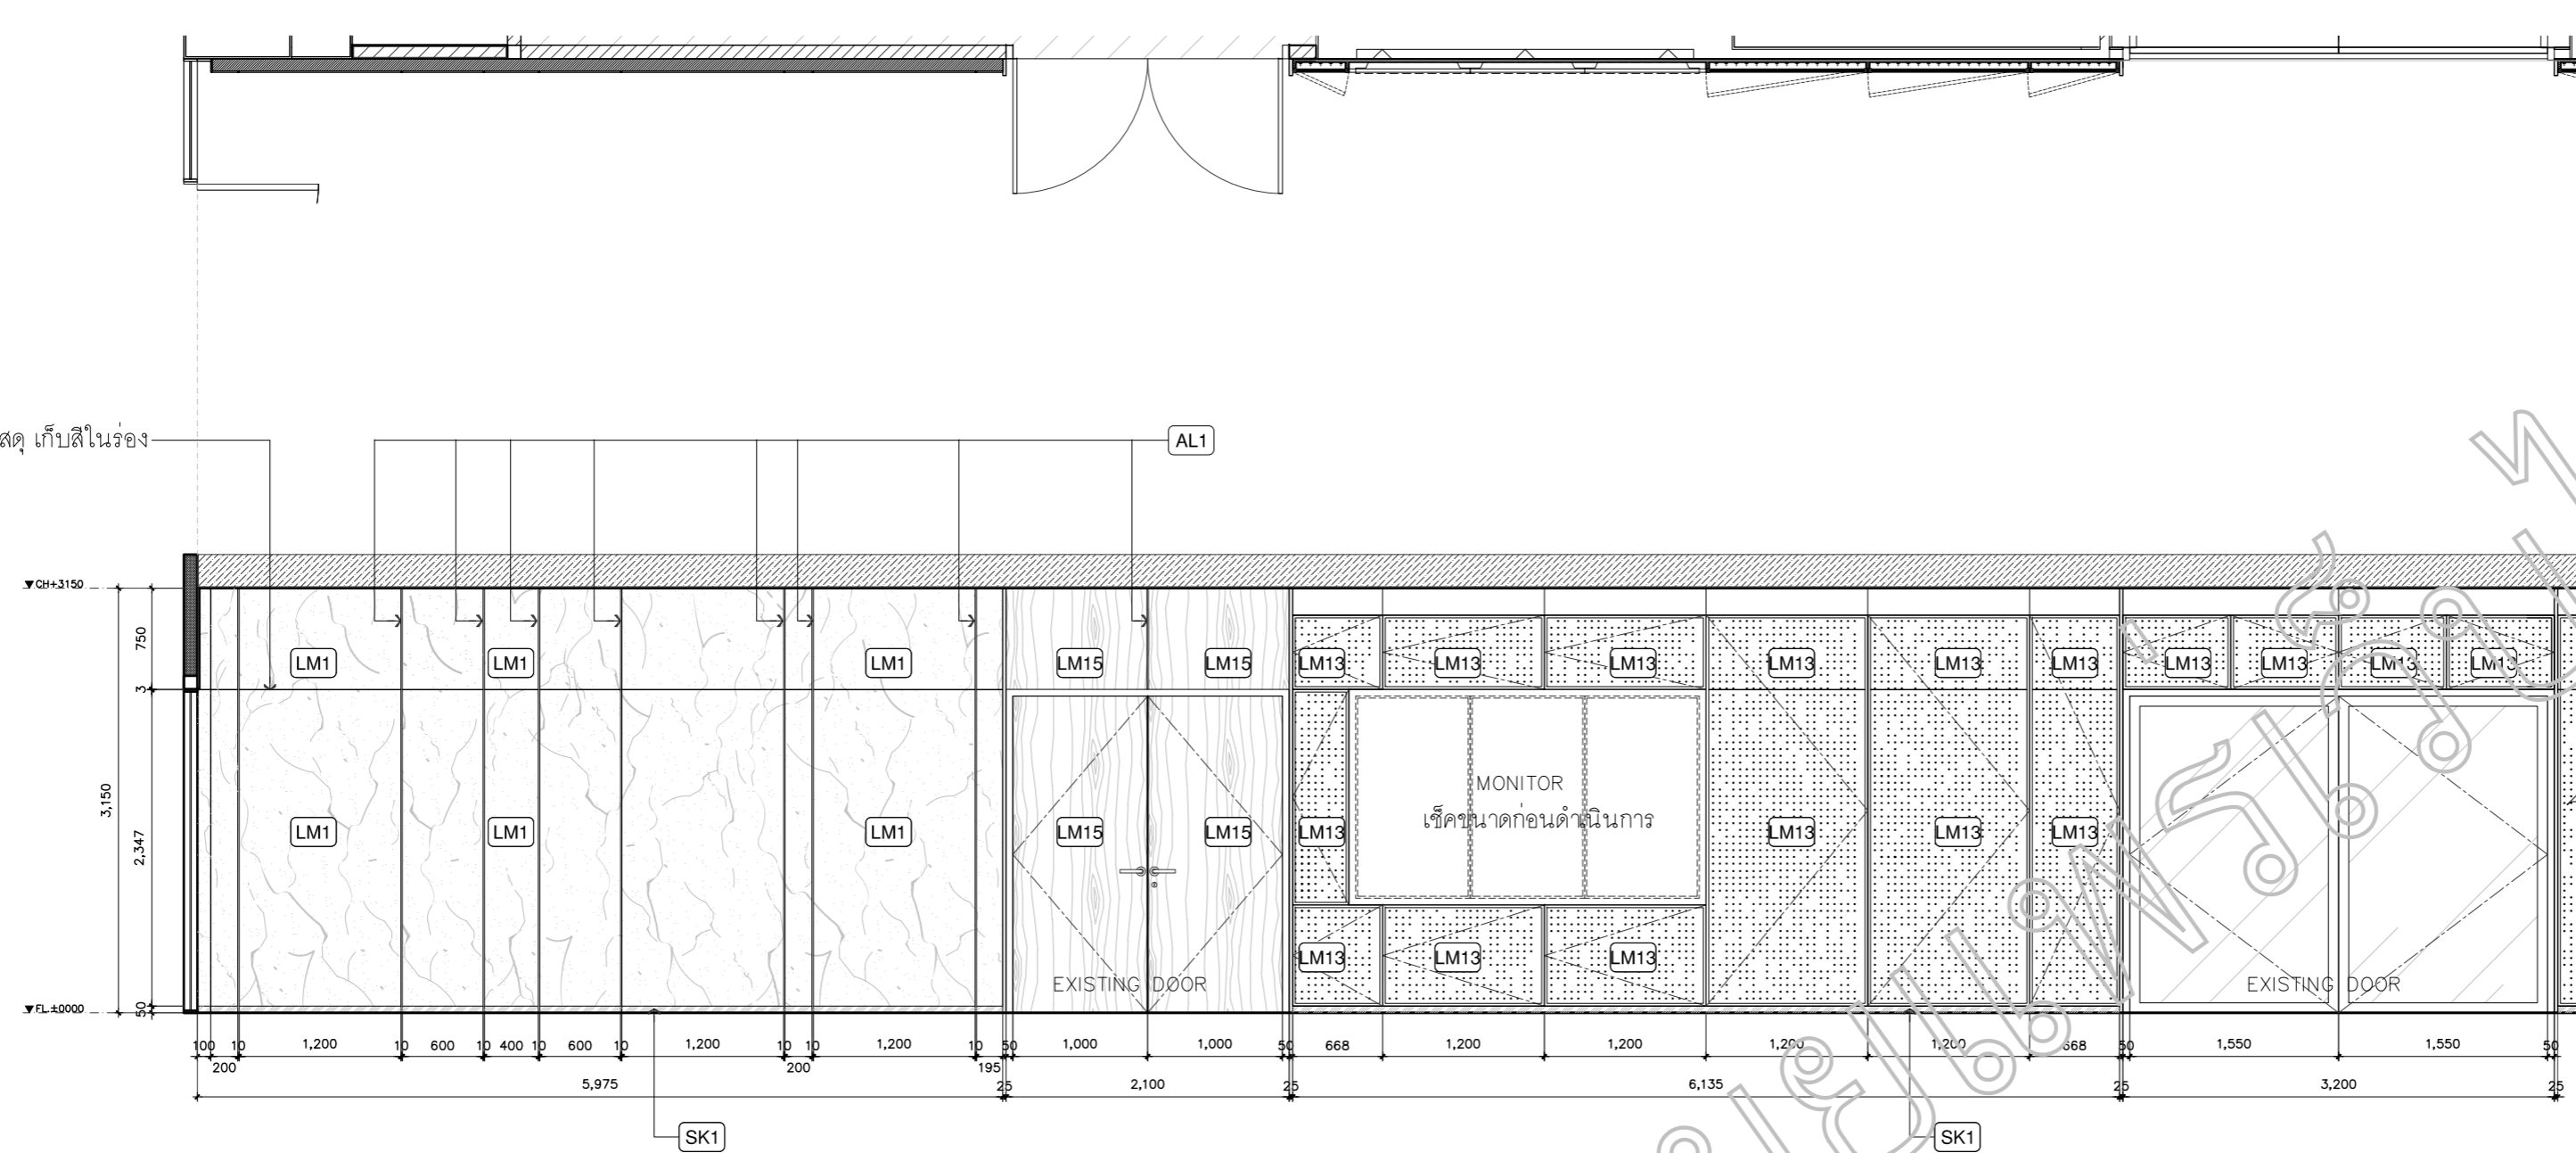 สดุ เก็บสีในร่อง
AL1
▼CH+3150
750
3
3,150
2,347
50
▼FL.±0000
LM1 LM1 LM1 LM15 LM15 LM13 LM13 LM13 LM13 LM13 LM13 LM13 LM13 LM13 LM13
MONITOR
เช็คขนาดก่อนดำเนินการ
LM1 LM1 LM1 LM15 LM15 LM13 LM13 LM13 LM13
LM13 LM13 LM13
EXISTING DOOR
EXISTING DOOR
100 10 1,200 10 600 10 400 10 600 10 1,200 10 10 1,200 10 50 1,000 1,000 50 668 1,200 1,200 1,200 1,200 668 50 1,550 1,550 50
200 200 195
5,975 25 2,100 25 6,135 25 3,200 25
SK1 SK1